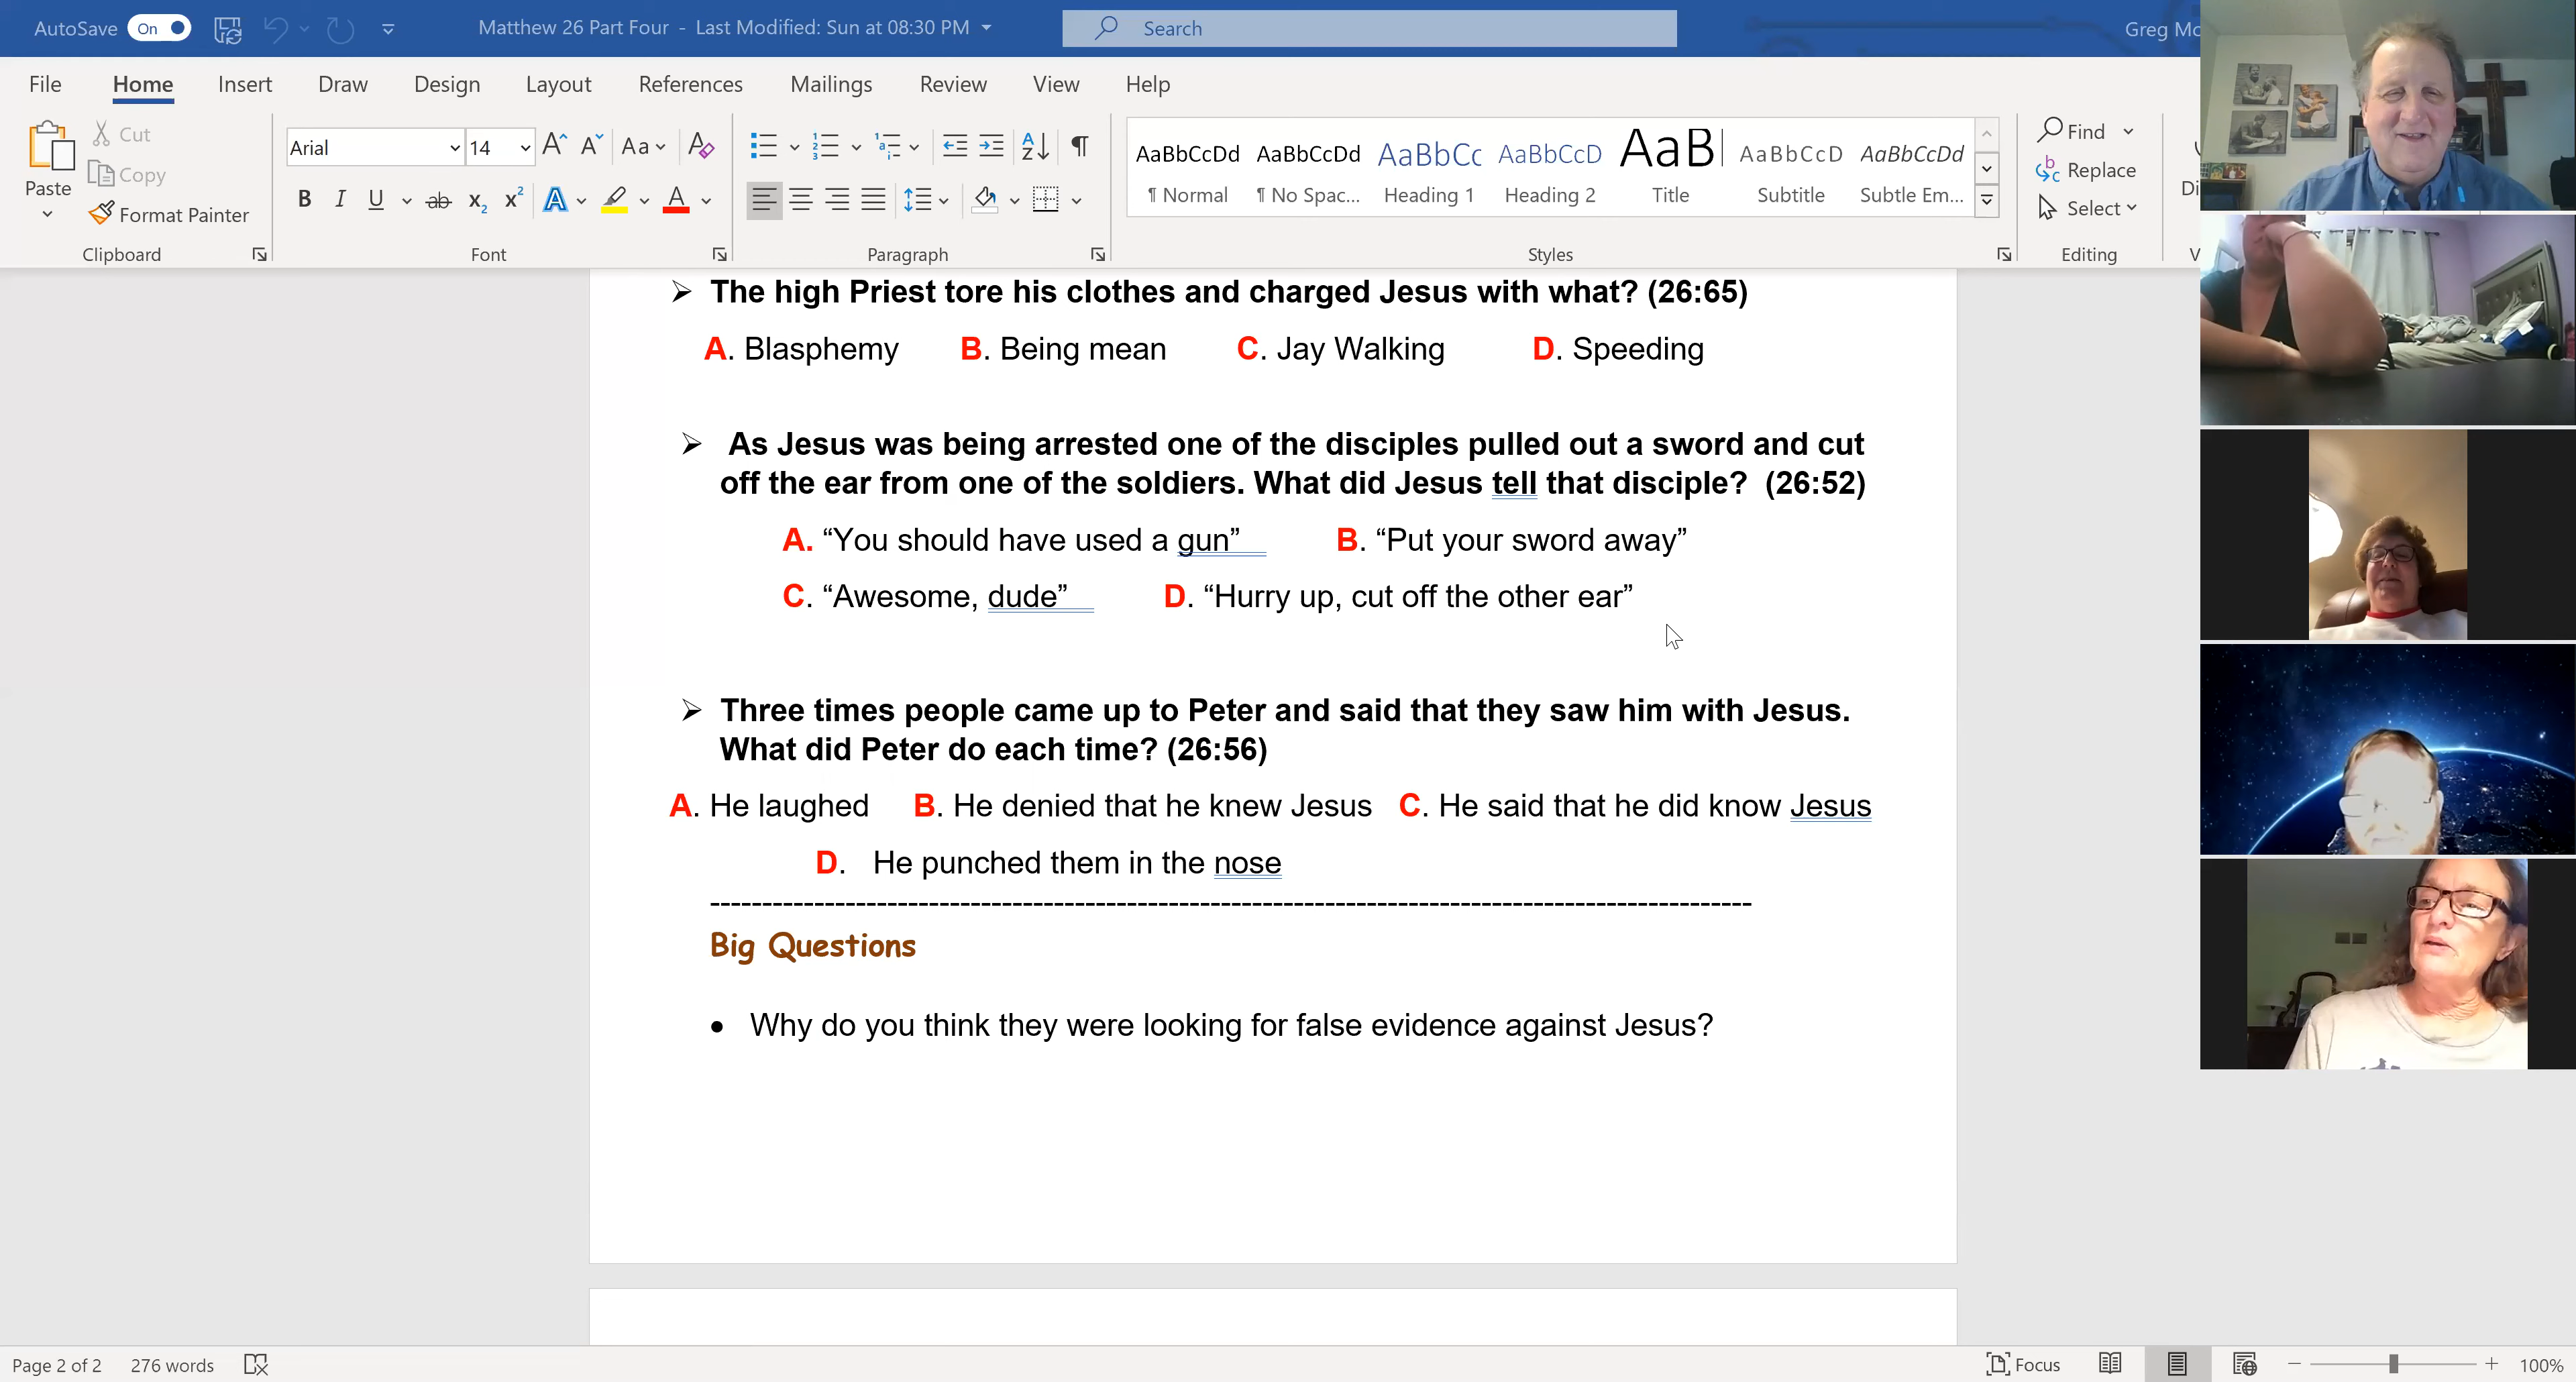 AutoSave On Matthew 26 Part Four - Last Modified: Sun at 08:30 PM Search Greg
File Home Insert Draw Design Layout References Mailings Review View Help
Paste Cut Copy Format Painter
Clipboard
Arial 14
Font
Paragraph
AaBbCcDd AaBbCcDd AaBbCc AaBbCcD AaB AaBbCcD AaBbCcDd
¶ Normal ¶ No Spac... Heading 1 Heading 2 Title Subtitle Subtle Em...
Styles
Find
Replace
Select
Editing
➢ The high Priest tore his clothes and charged Jesus with what? (26:65)
A. Blasphemy B. Being mean C. Jay Walking D. Speeding
➢ As Jesus was being arrested one of the disciples pulled out a sword and cut
off the ear from one of the soldiers. What did Jesus tell that disciple? (26:52)
A. “You should have used a gun” B. “Put your sword away”
C. “Awesome, dude” D. “Hurry up, cut off the other ear”
➢ Three times people came up to Peter and said that they saw him with Jesus.
What did Peter do each time? (26:56)
A. He laughed B. He denied that he knew Jesus C. He said that he did know Jesus
D. He punched them in the nose
Big Questions
• Why do you think they were looking for false evidence against Jesus?
Page 2 of 2 276 words Focus 100%